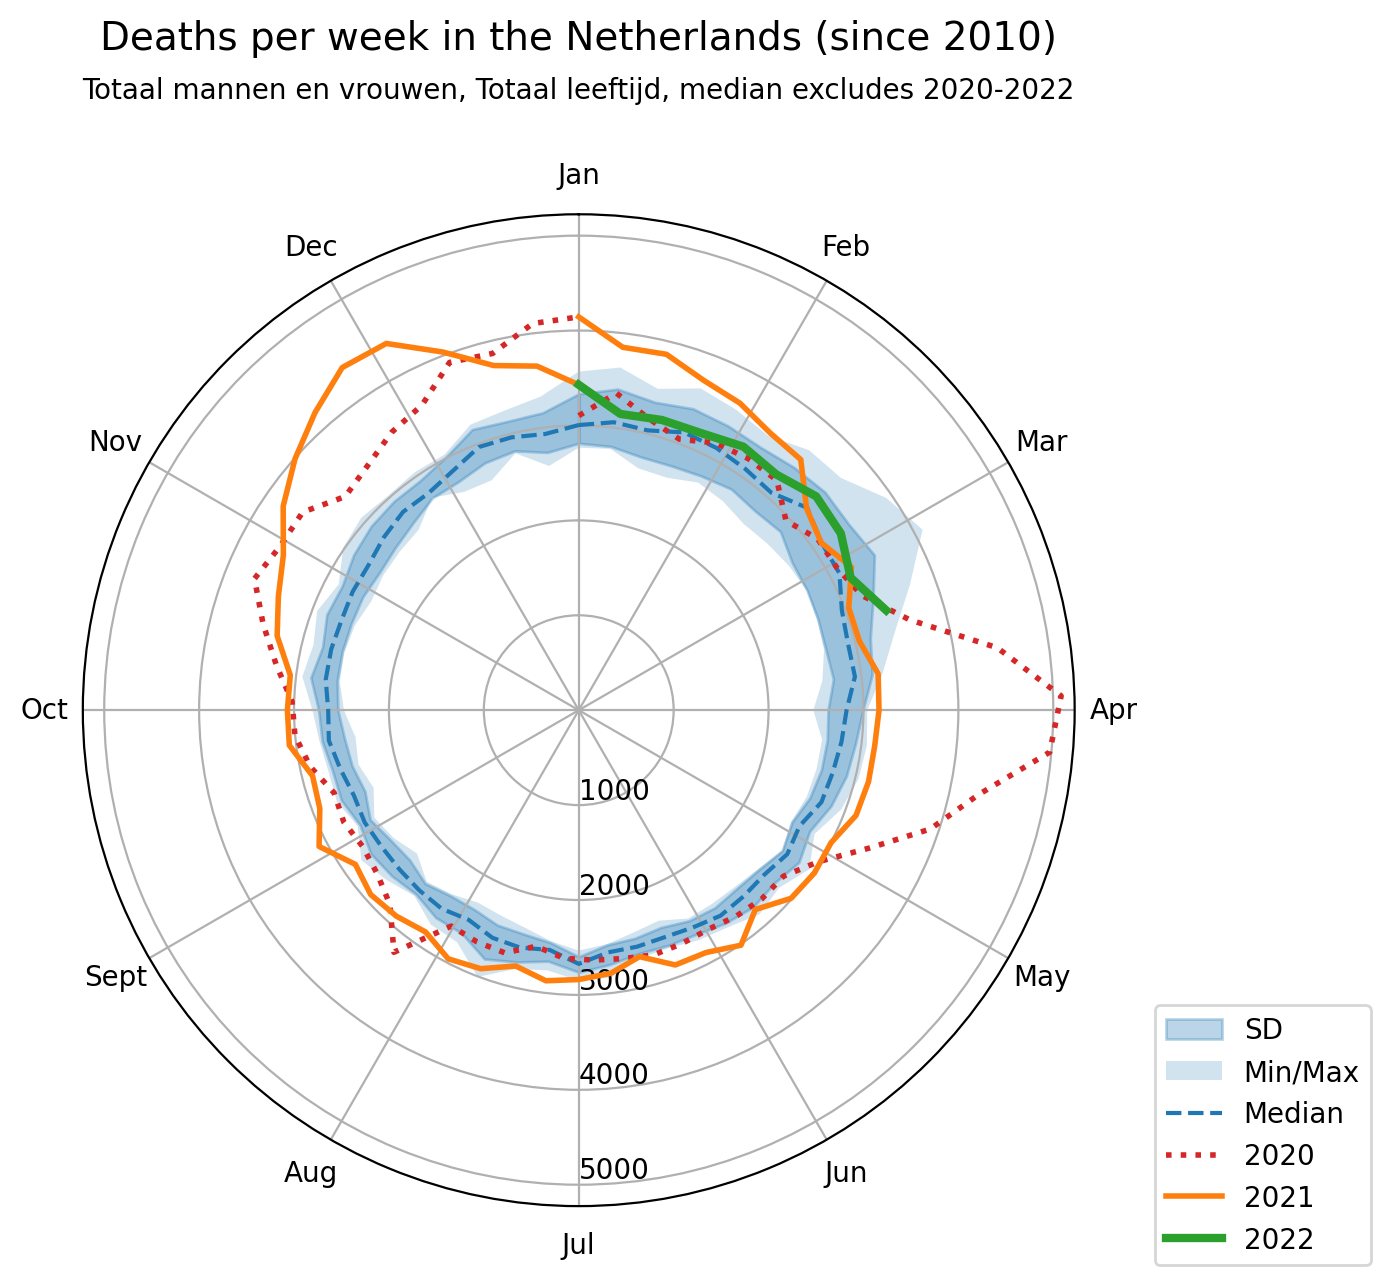 Deaths per week in the Netherlands (since 2010)
Totaal mannen en vrouwen, Totaal leeftijd, median excludes 2020-2022
Jan
Dec
Feb
Nov
Mar
Oct
Apr
1000
2000
Sept
May
3000
4000
Aug
Jun
5000
Jul
SD
Min/Max
Median
2020
2021
2022